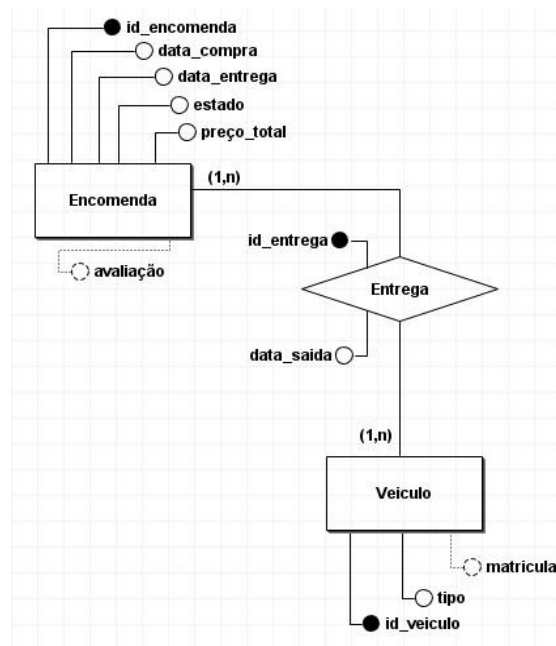 id_encomenda
data_compra
data_entrega
estado
preço_total
(1,n)
Encomenda
id_entrega
avaliação
Entrega
data_saida
(1,n)
Veiculo
matricula
tipo
id_veiculo